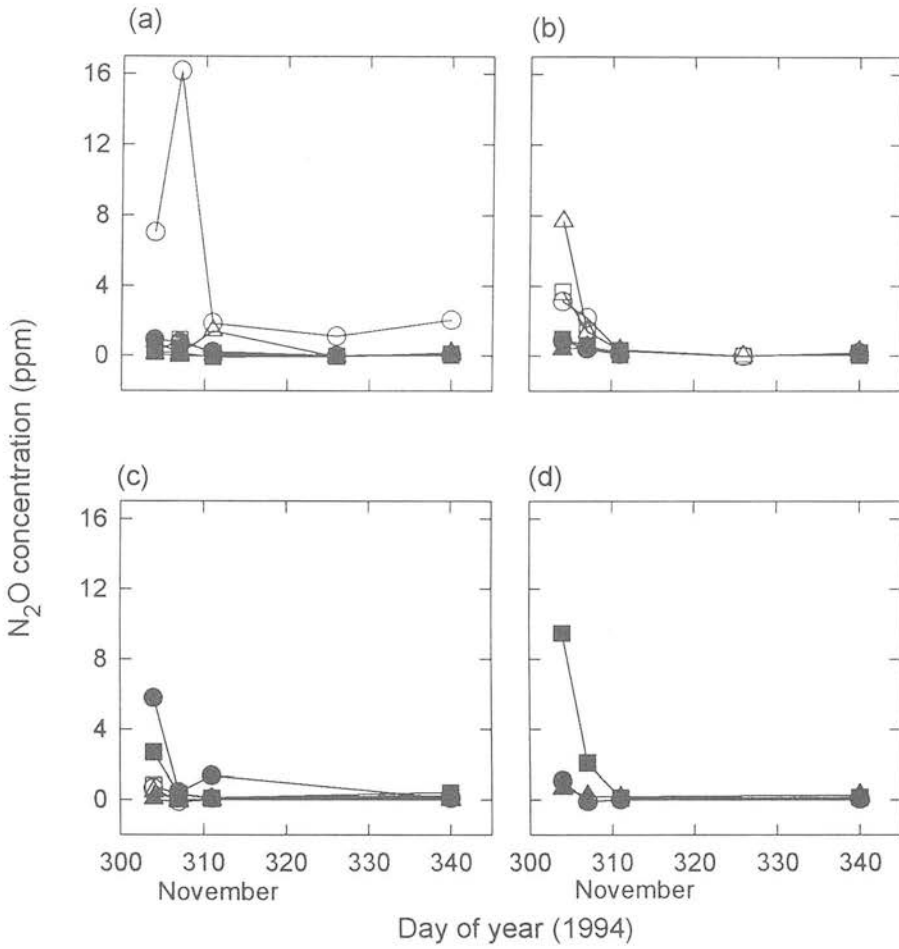 (a)
(b)
16
12
8
4
0
(c)
(d)
16
12
8
4
0
N₂O concentration (ppm)
300 310 320 330 340
300 310 320 330 340
November
November
Day of year (1994)